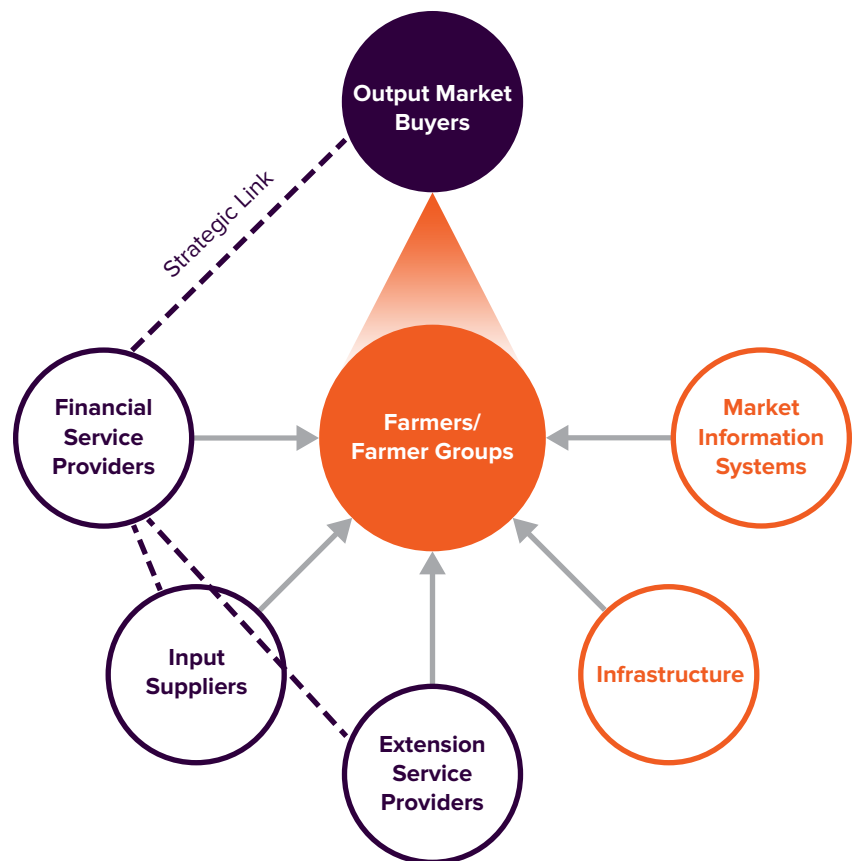 Output Market
Buyers
Strategic Link
Financial
Service
Providers
Farmers/
Farmer Groups
Market
Information
Systems
Input
Suppliers
Infrastructure
Extension
Service
Providers